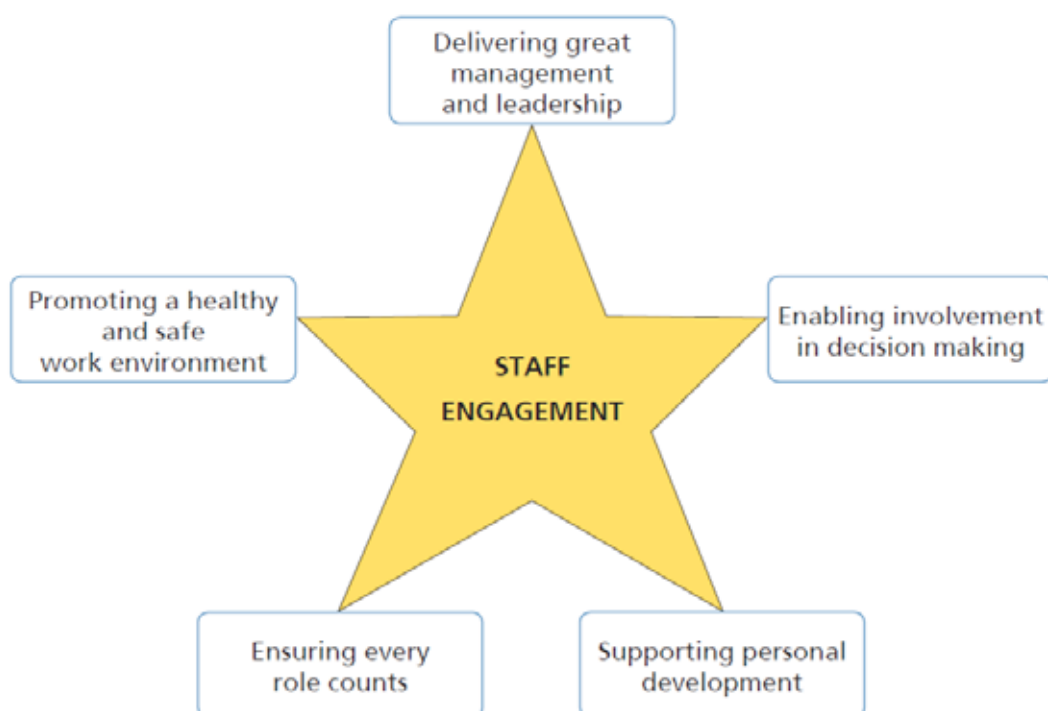 Delivering great
management
and leadership
Promoting a healthy
and safe
work environment
Enabling involvement
in decision making
STAFF
ENGAGEMENT
Ensuring every
role counts
Supporting personal
development